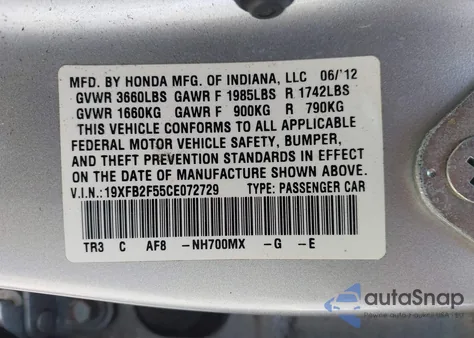 MFD. BY HONDA MFG. OF INDIANA, LLC 06/'12
GVWR 3660LBS GAWR F 1985LBS R 1742LBS
GVWR 1660KG GAWR F 900KG R 790KG
THIS VEHICLE CONFORMS TO ALL APPLICABLE
FEDERAL MOTOR VEHICLE SAFETY, BUMPER,
AND THEFT PREVENTION STANDARDS IN EFFECT
ON THE DATE OF MANUFACTURE SHOWN ABOVE.
V.I.N.: 19XFB2F55CE072729 TYPE: PASSENGER CAR
TR3 C AF8 -NH700MX -G -E
autoSnap